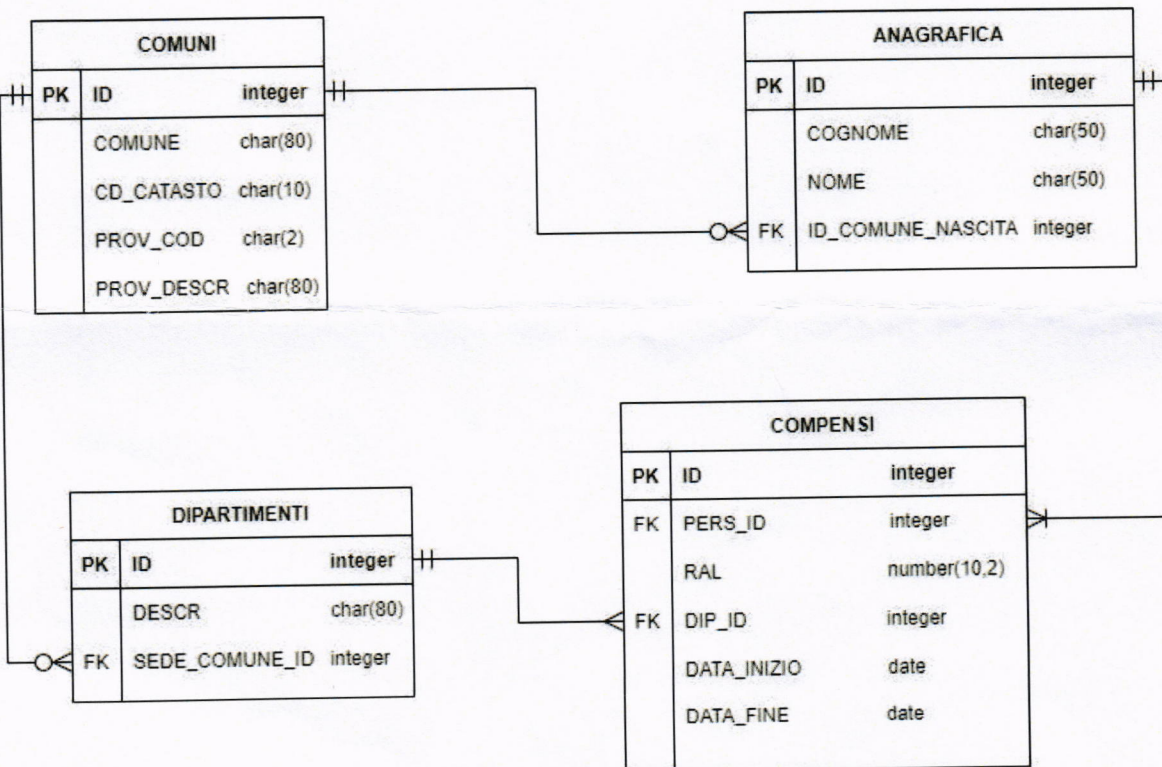 COMUNI
PK ID integer
COMUNE char(80)
CD_CATASTO char(10)
PROV_COD char(2)
PROV_DESCR char(80)
ANAGRAFICA
PK ID integer
COGNOME char(50)
NOME char(50)
FK ID_COMUNE_NASCITA integer
DIPARTIMENTI
PK ID integer
DESCR char(80)
FK SEDE_COMUNE_ID integer
COMPENSI
PK ID integer
FK PERS_ID integer
RAL number(10,2)
FK DIP_ID integer
DATA_INIZIO date
DATA_FINE date